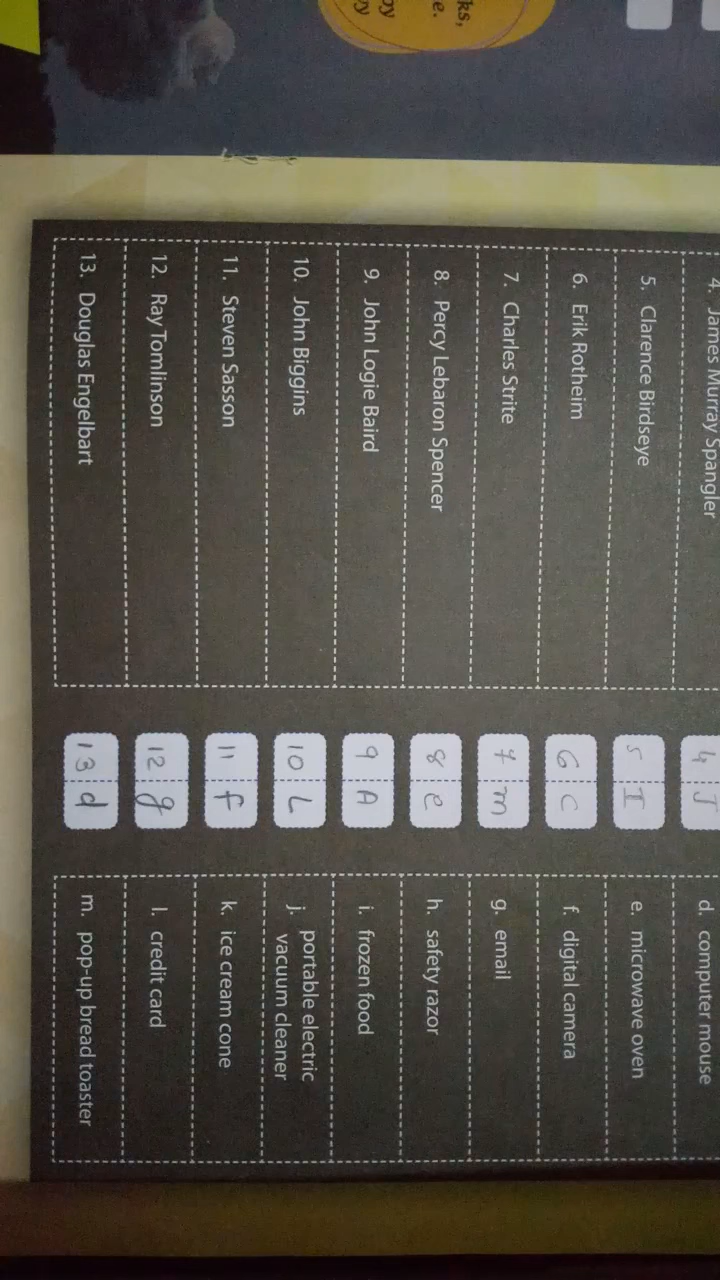 ks,
e.
py
ry
4. James Murray Spangler
5. Clarence Birdseye
6. Erik Rotheim
7. Charles Strite
8. Percy Lebaron Spencer
9. John Logie Baird
10. John Biggins
11. Steven Sasson
12. Ray Tomlinson
13. Douglas Engelbart
4 J
5 I
6 C
7 m
8 e
9 A
10 L
11 f
12 g
13 d
d. computer mouse
e. microwave oven
f. digital camera
g. email
h. safety razor
i. frozen food
j. portable electric
vacuum cleaner
k. ice cream cone
l. credit card
m. pop-up bread toaster